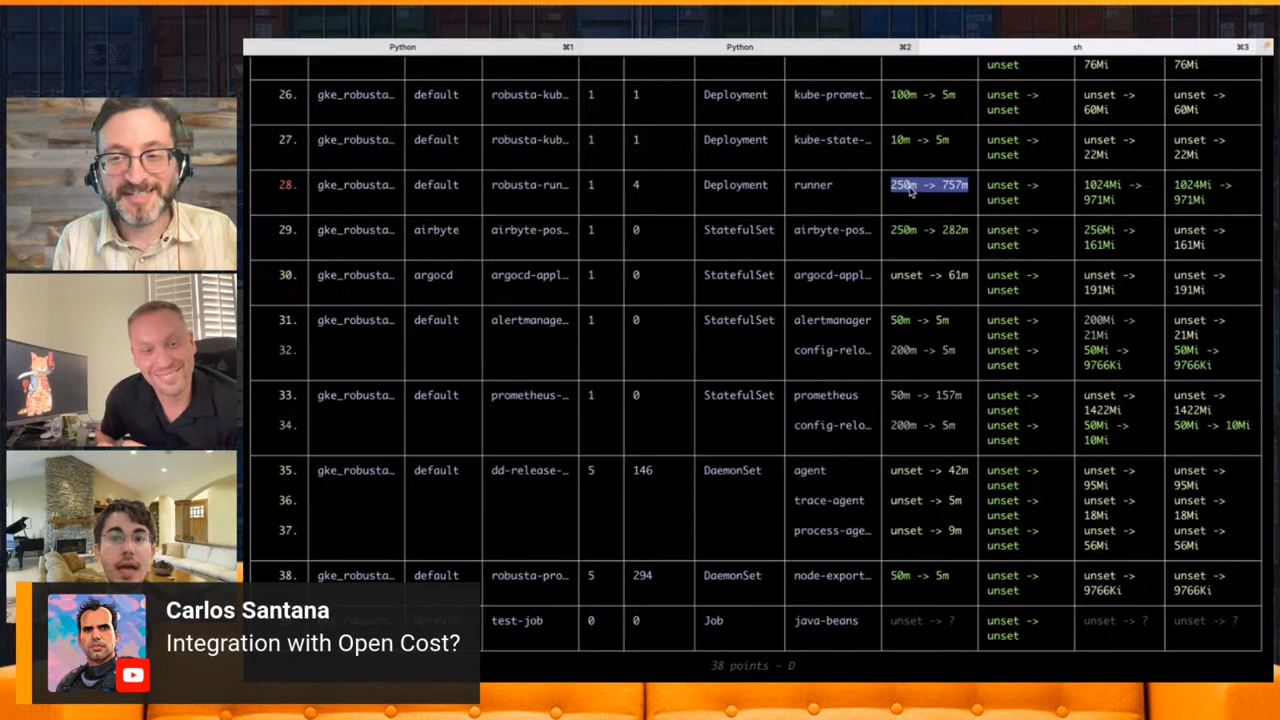 Python ⌘1 Python ⌘2 sh ⌘3
unset 76Mi 76Mi
26. gke_robusta… default robusta-kub… 1 1 Deployment kube-promet… 100m -> 5m unset -> unset -> unset ->
unset 60Mi 60Mi
27. gke_robusta… default robusta-kub… 1 1 Deployment kube-state-… 10m -> 5m unset -> unset -> unset ->
unset 22Mi 22Mi
28. gke_robusta… default robusta-run… 1 4 Deployment runner 250m -> 757m unset -> 1024Mi -> 1024Mi ->
unset 971Mi 971Mi
29. gke_robusta… airbyte airbyte-pos… 1 0 StatefulSet airbyte-pos… 250m -> 282m unset -> 256Mi -> unset ->
unset 161Mi 161Mi
30. gke_robusta… argocd argocd-appl… 1 0 StatefulSet argocd-appl… unset -> 61m unset -> unset -> unset ->
unset 191Mi 191Mi
31. gke_robusta… default alertmanage… 1 0 StatefulSet alertmanager 50m -> 5m unset -> 200Mi -> unset ->
unset 21Mi 21Mi
32. config-relo… 200m -> 5m unset -> 50Mi -> 50Mi ->
unset 9766Ki 9766Ki
33. gke_robusta… default prometheus-… 1 0 StatefulSet prometheus 50m -> 157m unset -> unset -> unset ->
unset 1422Mi 1422Mi
34. config-relo… 200m -> 5m unset -> 50Mi -> 50Mi -> 10Mi
unset 10Mi
35. gke_robusta… default dd-release-… 5 146 DaemonSet agent unset -> 42m unset -> unset -> unset ->
unset 95Mi 95Mi
36. trace-agent unset -> 5m unset -> unset -> unset ->
unset 18Mi 18Mi
37. process-age… unset -> 9m unset -> unset -> unset ->
unset 56Mi 56Mi
38. gke_robusta… default robusta-pro… 5 294 DaemonSet node-export… 50m -> 5m unset -> unset -> unset ->
unset 9766Ki 9766Ki
test-job 0 0 Job java-beans unset -> ? unset -> unset -> ? unset -> ?
unset
38 points - D
Carlos Santana
Integration with Open Cost?